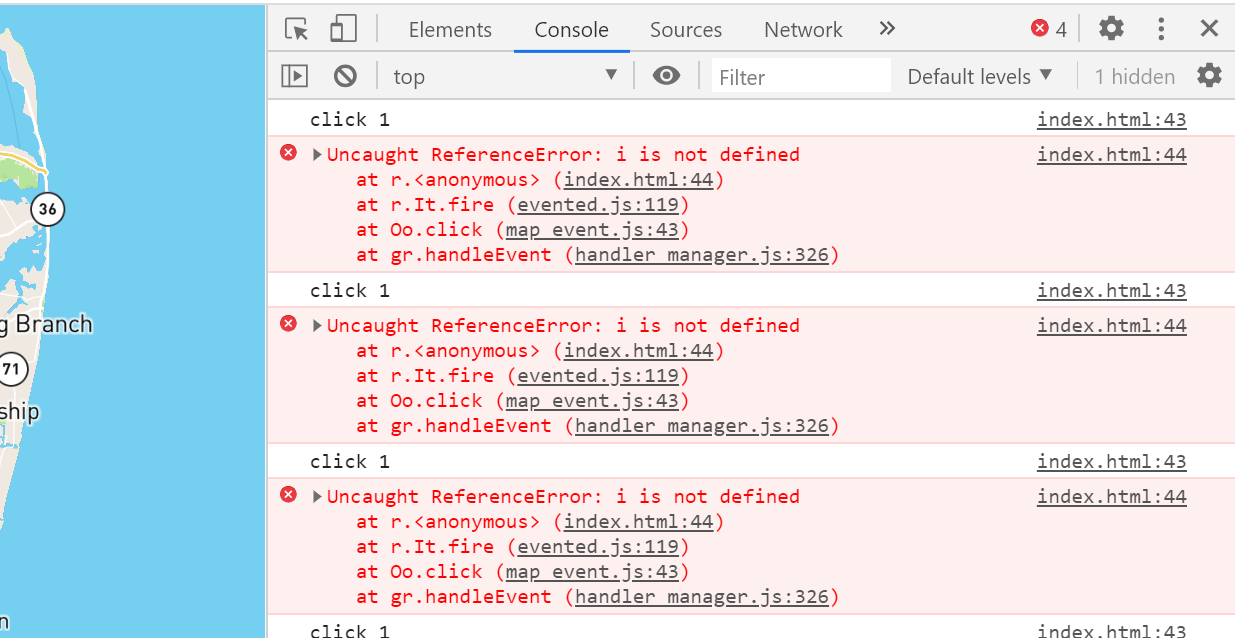 Elements Console Sources Network 4
top Filter Default levels 1 hidden
click 1 index.html:43
Uncaught ReferenceError: i is not defined index.html:44
at r.<anonymous> (index.html:44)
at r.It.fire (evented.js:119)
at Oo.click (map_event.js:43)
at gr.handleEvent (handler_manager.js:326)
click 1 index.html:43
Uncaught ReferenceError: i is not defined index.html:44
at r.<anonymous> (index.html:44)
at r.It.fire (evented.js:119)
at Oo.click (map_event.js:43)
at gr.handleEvent (handler_manager.js:326)
click 1 index.html:43
Uncaught ReferenceError: i is not defined index.html:44
at r.<anonymous> (index.html:44)
at r.It.fire (evented.js:119)
at Oo.click (map_event.js:43)
at gr.handleEvent (handler_manager.js:326)
click 1 index.html:43
36
g Branch
71
ship
n